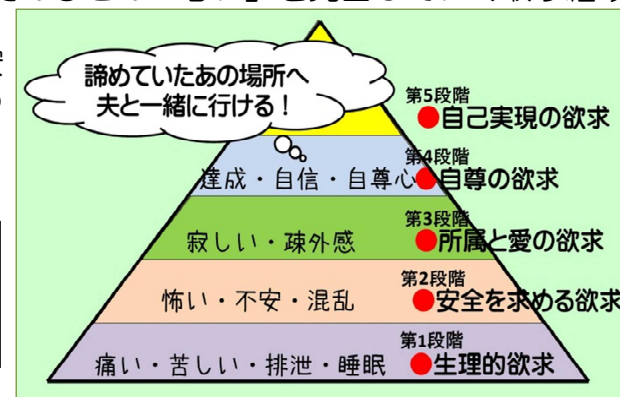 諦めていたあの場所へ
夫と一緒に行ける！
第5段階
●自己実現の欲求
第4段階
達成・自信・自尊心●自尊の欲求
第3段階
寂しい・疎外感 ●所属と愛の欲求
第2段階
怖い・不安・混乱 ●安全を求める欲求
第1段階
痛い・苦しい・排泄・睡眠 ●生理的欲求